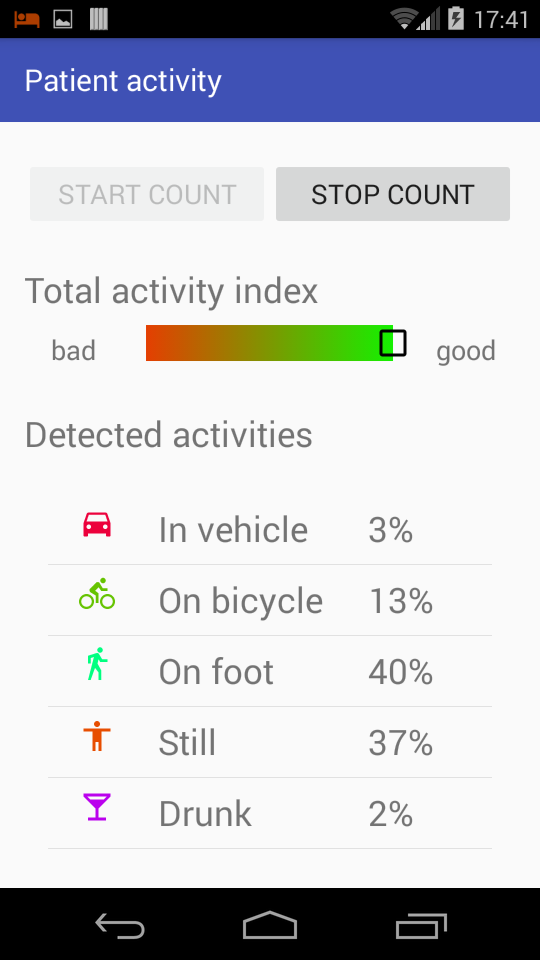 17:41
Patient activity
START COUNT STOP COUNT
Total activity index
bad good
Detected activities
In vehicle 3%
On bicycle 13%
On foot 40%
Still 37%
Drunk 2%